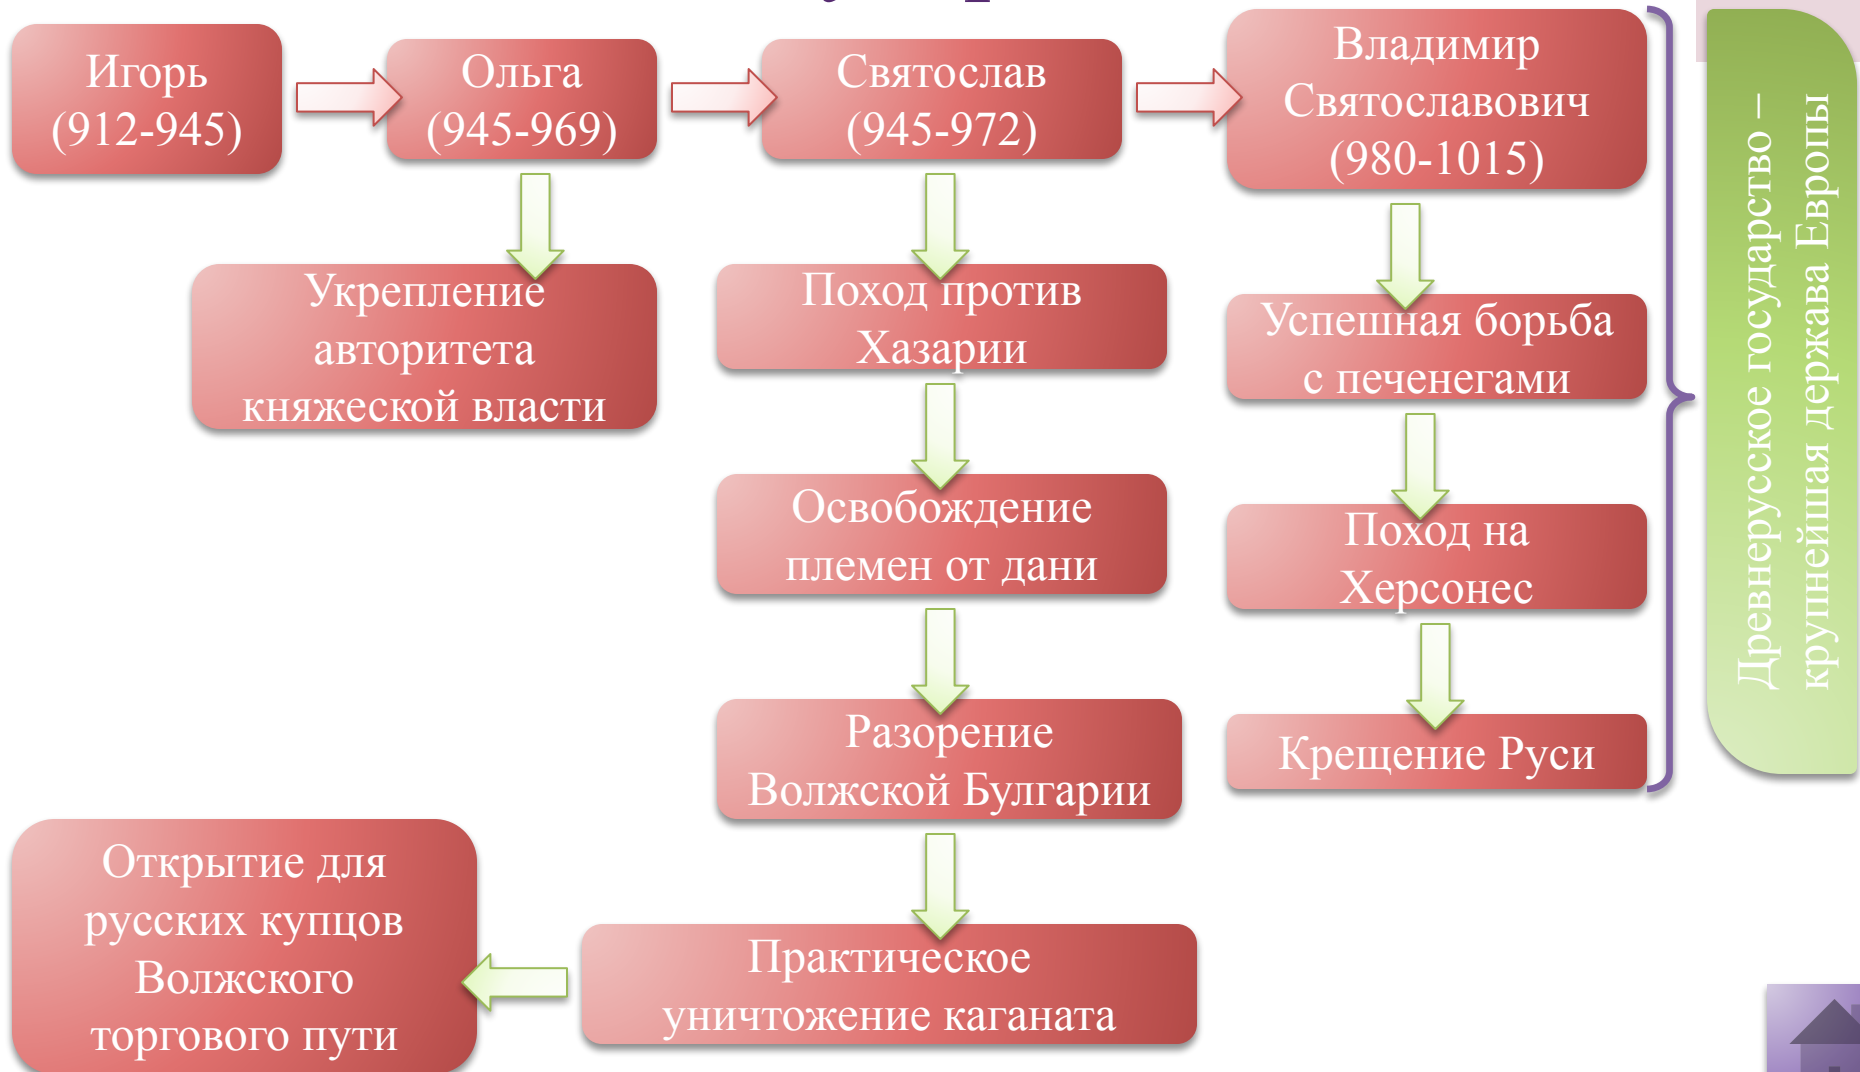 Игорь
(912-945)
Ольга
(945-969)
Святослав
(945-972)
Владимир
Святославович
(980-1015)
Укрепление
авторитета
княжеской власти
Поход против
Хазарии
Освобождение
племен от дани
Разорение
Волжской Булгарии
Практическое
уничтожение каганата
Открытие для
русских купцов
Волжского
торгового пути
Успешная борьба
с печенегами
Поход на
Херсонес
Крещение Руси
Древнерусское государство –
крупнейшая держава Европы